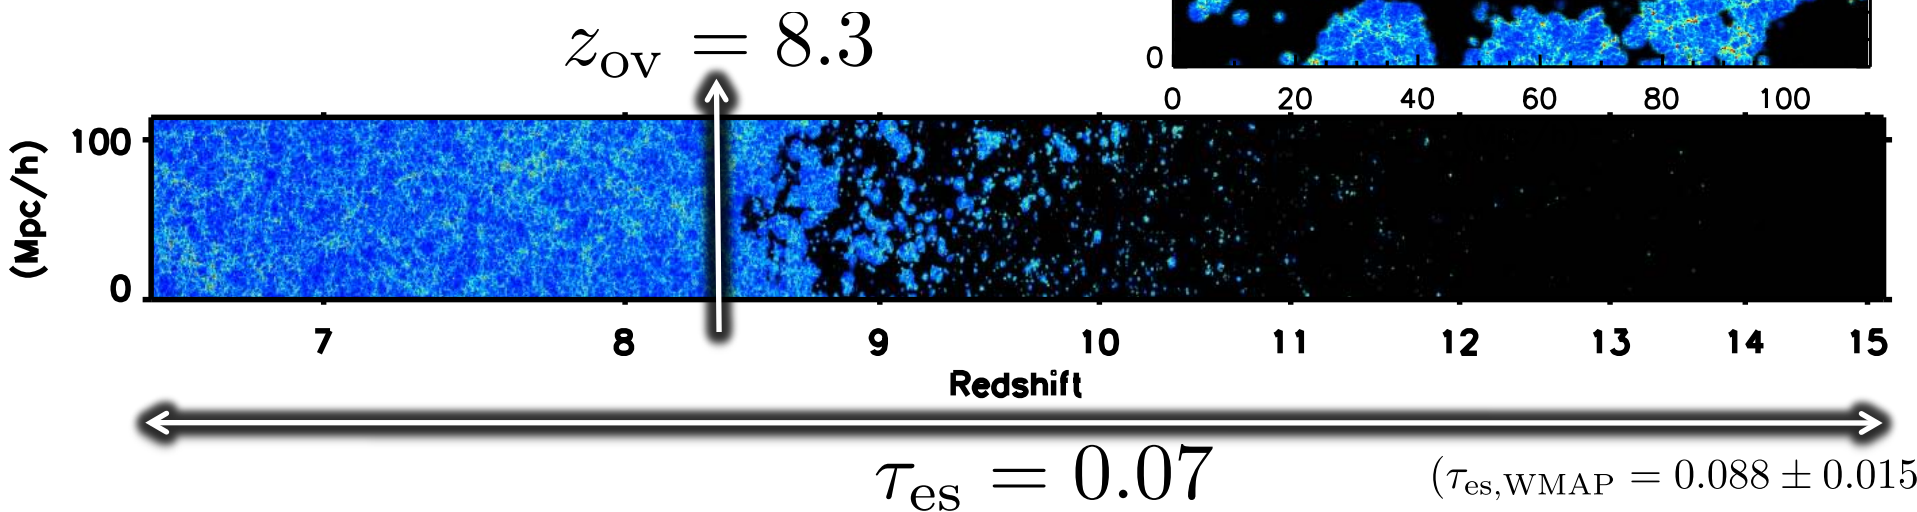 z_ov = 8.3
0
0 20 40 60 80 100
(Mpc/h)
100
0
7 8 9 10 11 12 13 14 15
Redshift
τ_es = 0.07
(τ_es,WMAP = 0.088 ± 0.015